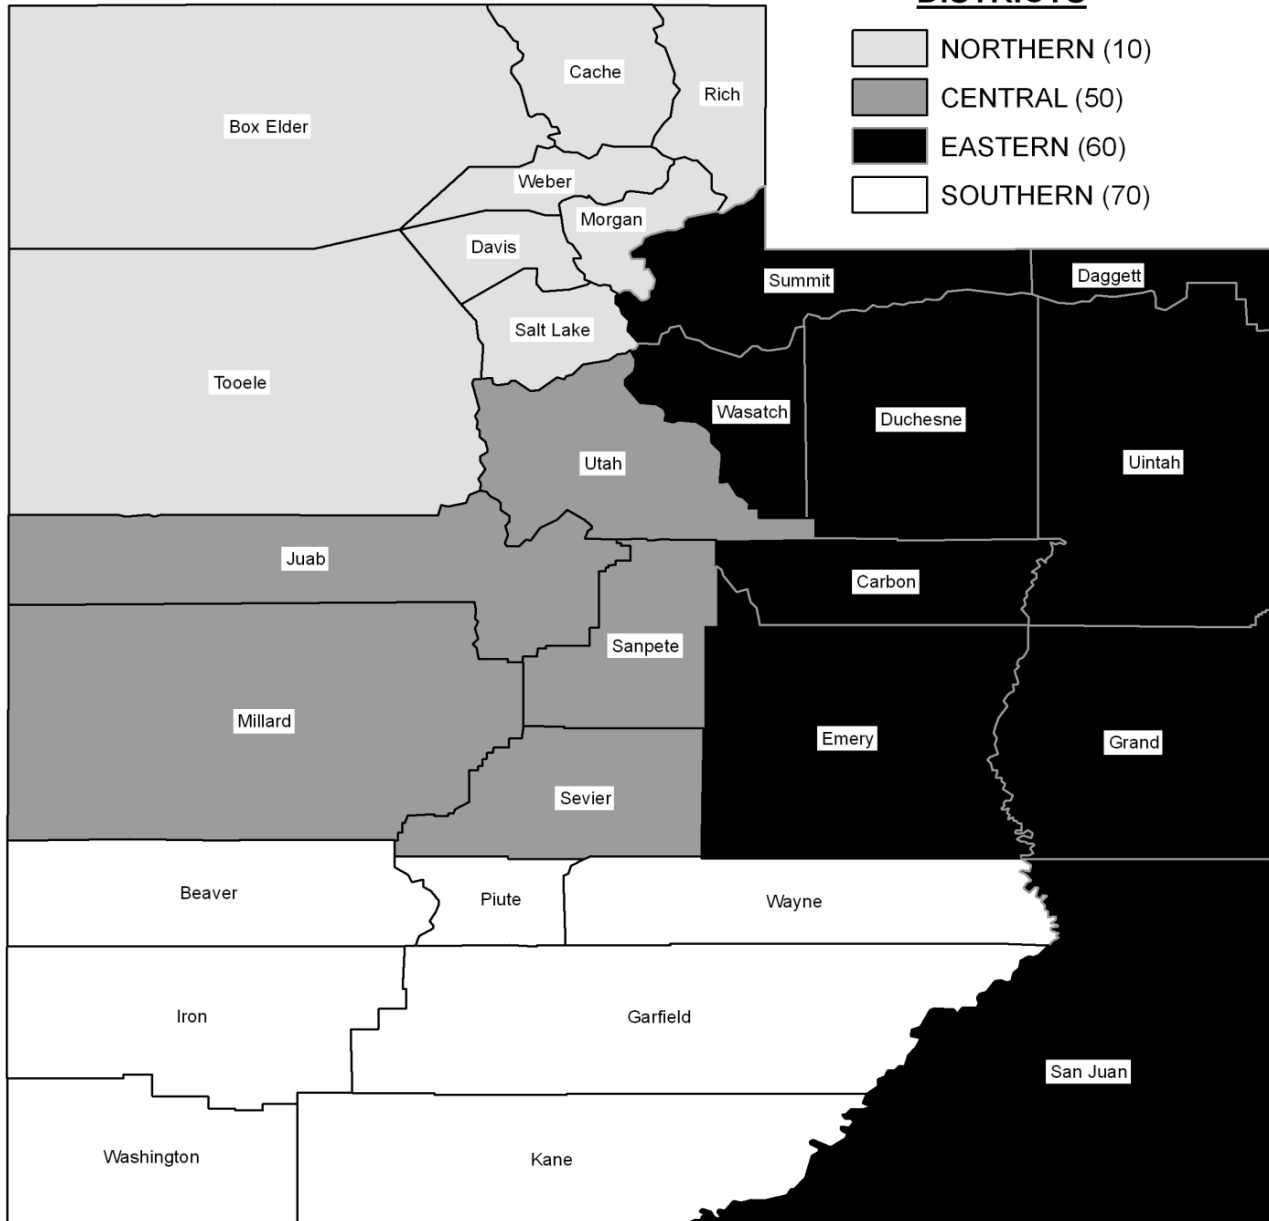 DISTRICTS
NORTHERN (10)
CENTRAL (50)
EASTERN (60)
SOUTHERN (70)
Cache
Rich
Box Elder
Weber
Morgan
Davis
Summit
Daggett
Salt Lake
Tooele
Wasatch
Duchesne
Utah
Uintah
Juab
Carbon
Sanpete
Millard
Emery
Grand
Sevier
Beaver
Piute
Wayne
Iron
Garfield
San Juan
Washington
Kane